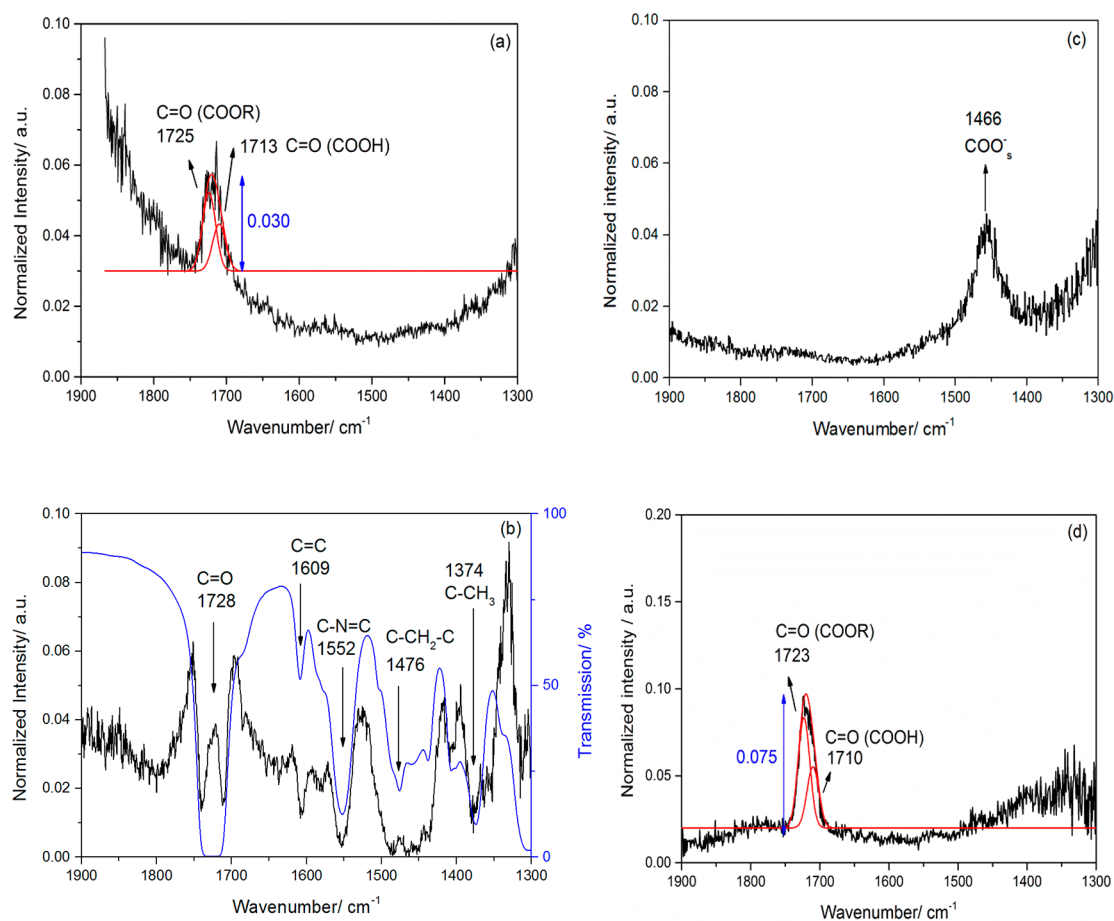 (a)
0.10
0.08
0.06
0.04
0.02
0.00
Normalized Intensity/ a.u.
C=O (COOR)
1725
1713 C=O (COOH)
0.030
1900 1800 1700 1600 1500 1400 1300
Wavenumber/ cm⁻¹
(c)
0.10
0.08
0.06
0.04
0.02
0.00
Normalized intensity/ a.u.
1466
COO⁻ₛ
1900 1800 1700 1600 1500 1400 1300
Wavenumber/ cm⁻¹
(b)
0.10
0.08
0.06
0.04
0.02
0.00
Normalized Intensity/ a.u.
C=O
1728
C=C
1609
C-N=C
1552
C-CH₂-C
1476
1374
C-CH₃
100
50
0
Transmission/ %
1900 1800 1700 1600 1500 1400 1300
Wavenumber/ cm⁻¹
(d)
0.20
0.15
0.10
0.05
0.00
Normalized Intensity / a.u.
C=O (COOR)
1723
C=O (COOH)
1710
0.075
1900 1800 1700 1600 1500 1400 1300
Wavenumber/ cm⁻¹